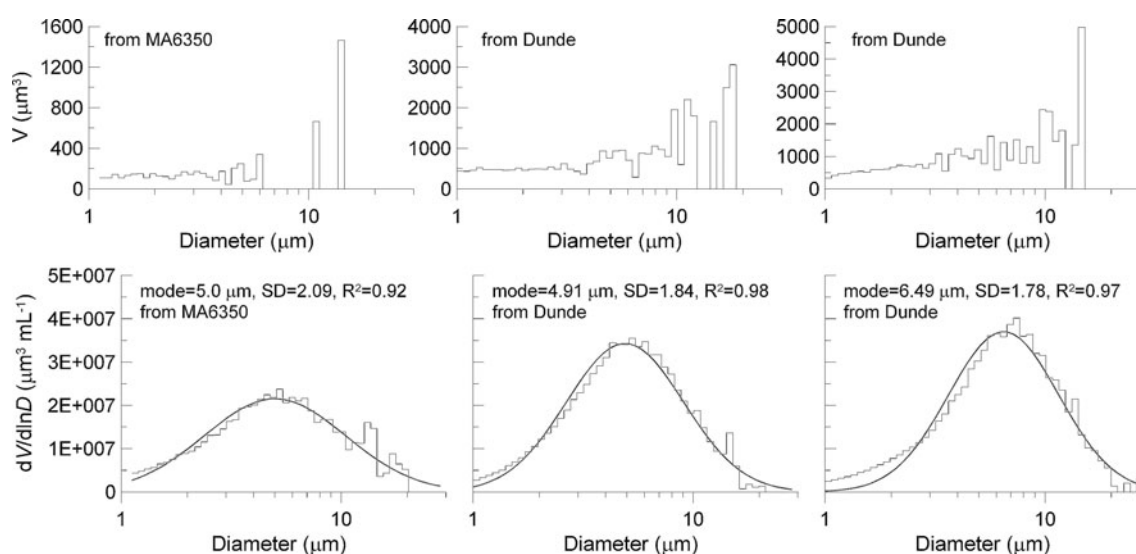 from MA6350
V (μm³)
1600
1200
800
400
0
1
10
Diameter (μm)
from Dunde
4000
3000
2000
1000
0
1
10
Diameter (μm)
from Dunde
5000
4000
3000
2000
1000
0
1
10
Diameter (μm)
mode=5.0 μm, SD=2.09, R²=0.92
from MA6350
dV/dlnD (μm³ mL⁻¹)
5E+007
4E+007
3E+007
2E+007
1E+007
0
1
10
Diameter (μm)
mode=4.91 μm, SD=1.84, R²=0.98
from Dunde
1
10
Diameter (μm)
mode=6.49 μm, SD=1.78, R²=0.97
from Dunde
1
10
Diameter (μm)